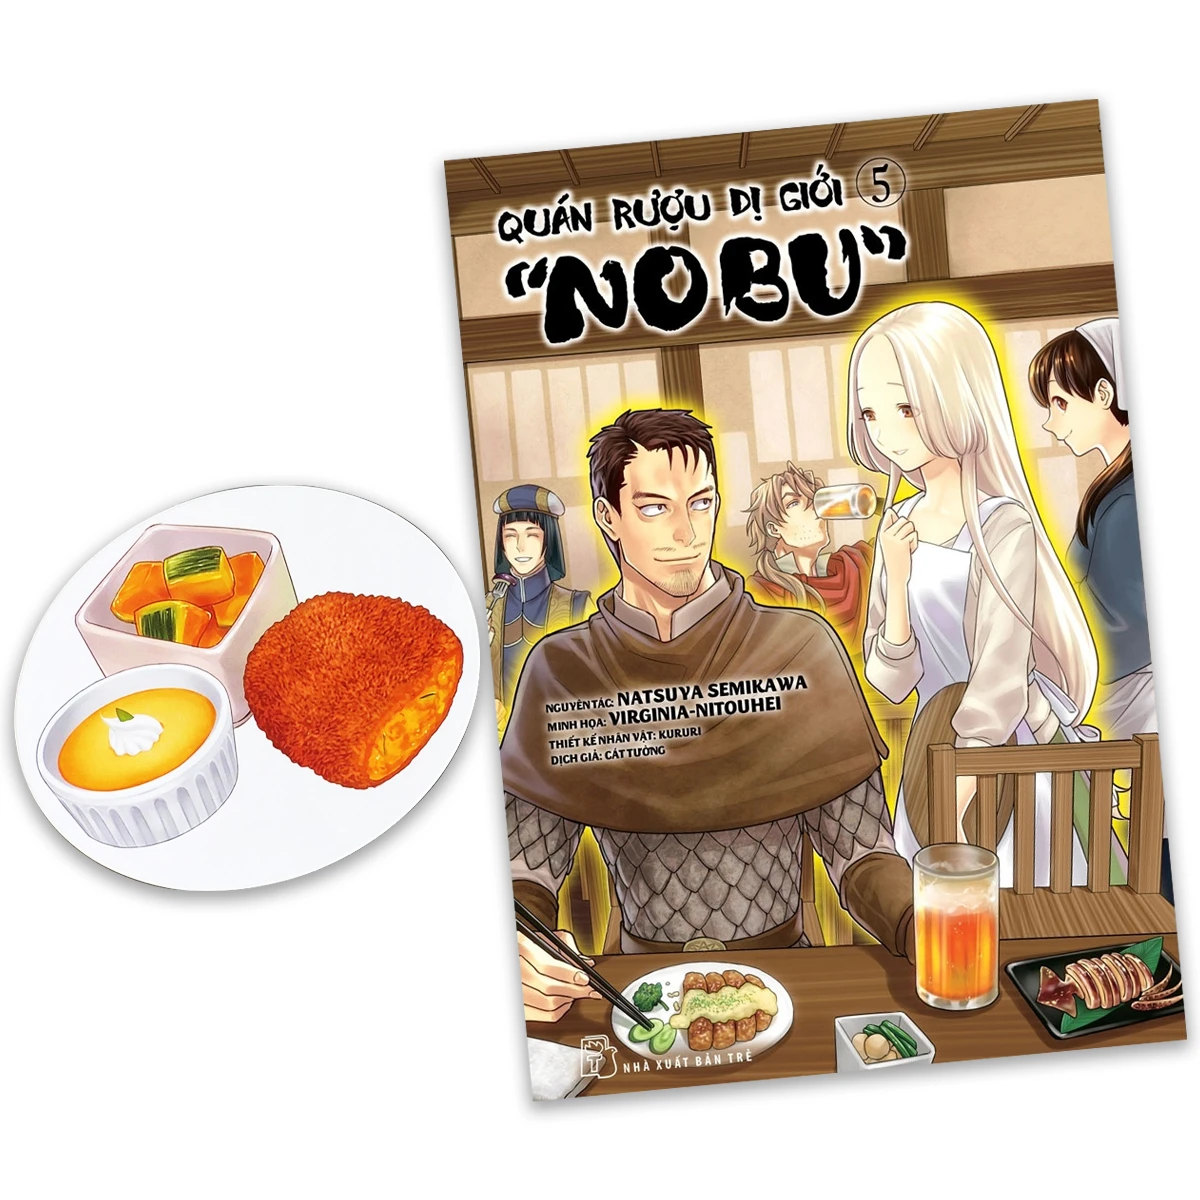 QUÁN RƯỢU DỊ GIỚI 5
"NOBU"
NGUYÊN TÁC: NATSUYA SEMIKAWA
MINH HỌA: VIRGINIA-NITOUHEI
THIẾT KẾ NHÂN VẬT: KURURI
DỊCH GIẢ: CÁT TƯỜNG
NHÀ XUẤT BẢN TRẺ